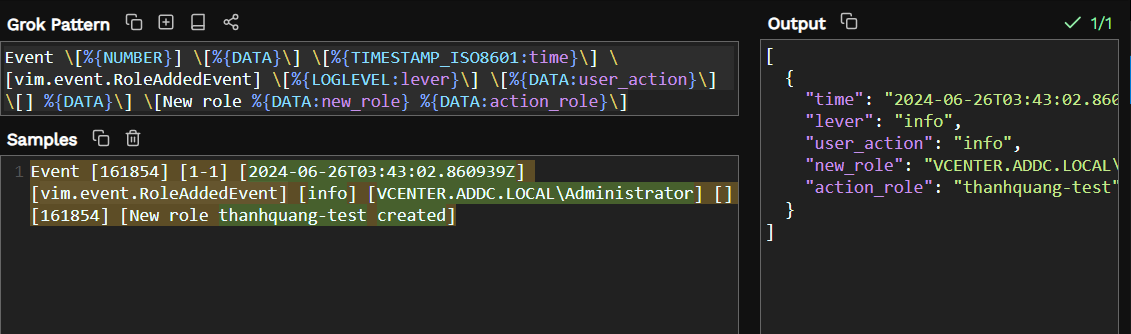 Grok Pattern
Output
1/1
Event \[%{NUMBER}] \[%{DATA}\] \[%{TIMESTAMP_ISO8601:time}\] \
[vim.event.RoleAddedEvent] \[%{LOGLEVEL:lever}\] \[%{DATA:user_action}\]
\[] %{DATA}\] \[New role %{DATA:new_role} %{DATA:action_role}\]
Samples
1 Event [161854] [1-1] [2024-06-26T03:43:02.860939Z]
[vim.event.RoleAddedEvent] [info] [VCENTER.ADDC.LOCAL\Administrator] []
[161854] [New role thanhquang-test created]
[
{
"time": "2024-06-26T03:43:02.860
"lever": "info",
"user_action": "info",
"new_role": "VCENTER.ADDC.LOCAL\
"action_role": "thanhquang-test"
}
]